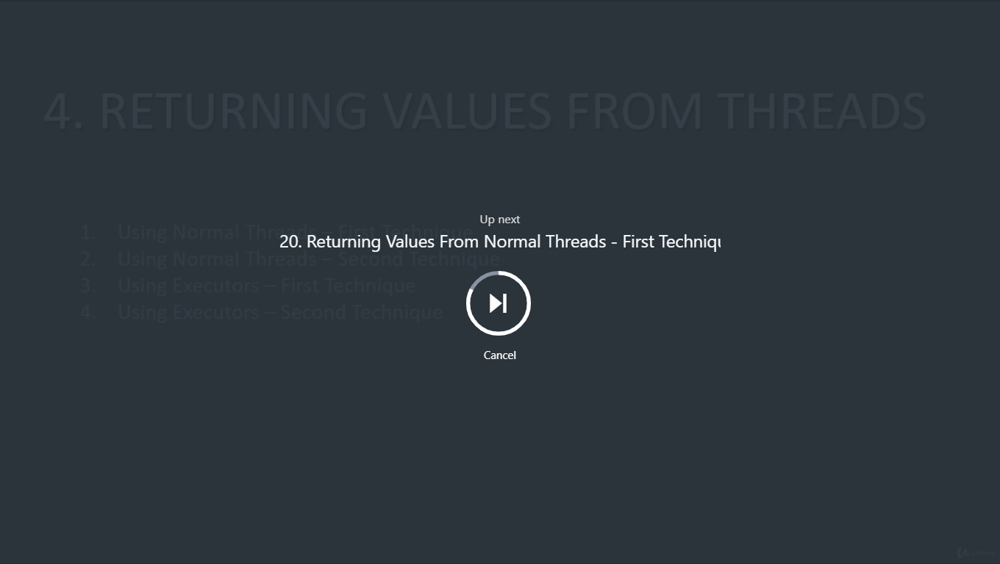 4. RETURNING VALUES FROM THREADS
Up next
20. Returning Values From Normal Threads - First Techniqu
1. Using Normal Threads – First Technique
2. Using Normal Threads – Second Technique
3. Using Executors – First Technique
4. Using Executors – Second Technique
Cancel
Udemy